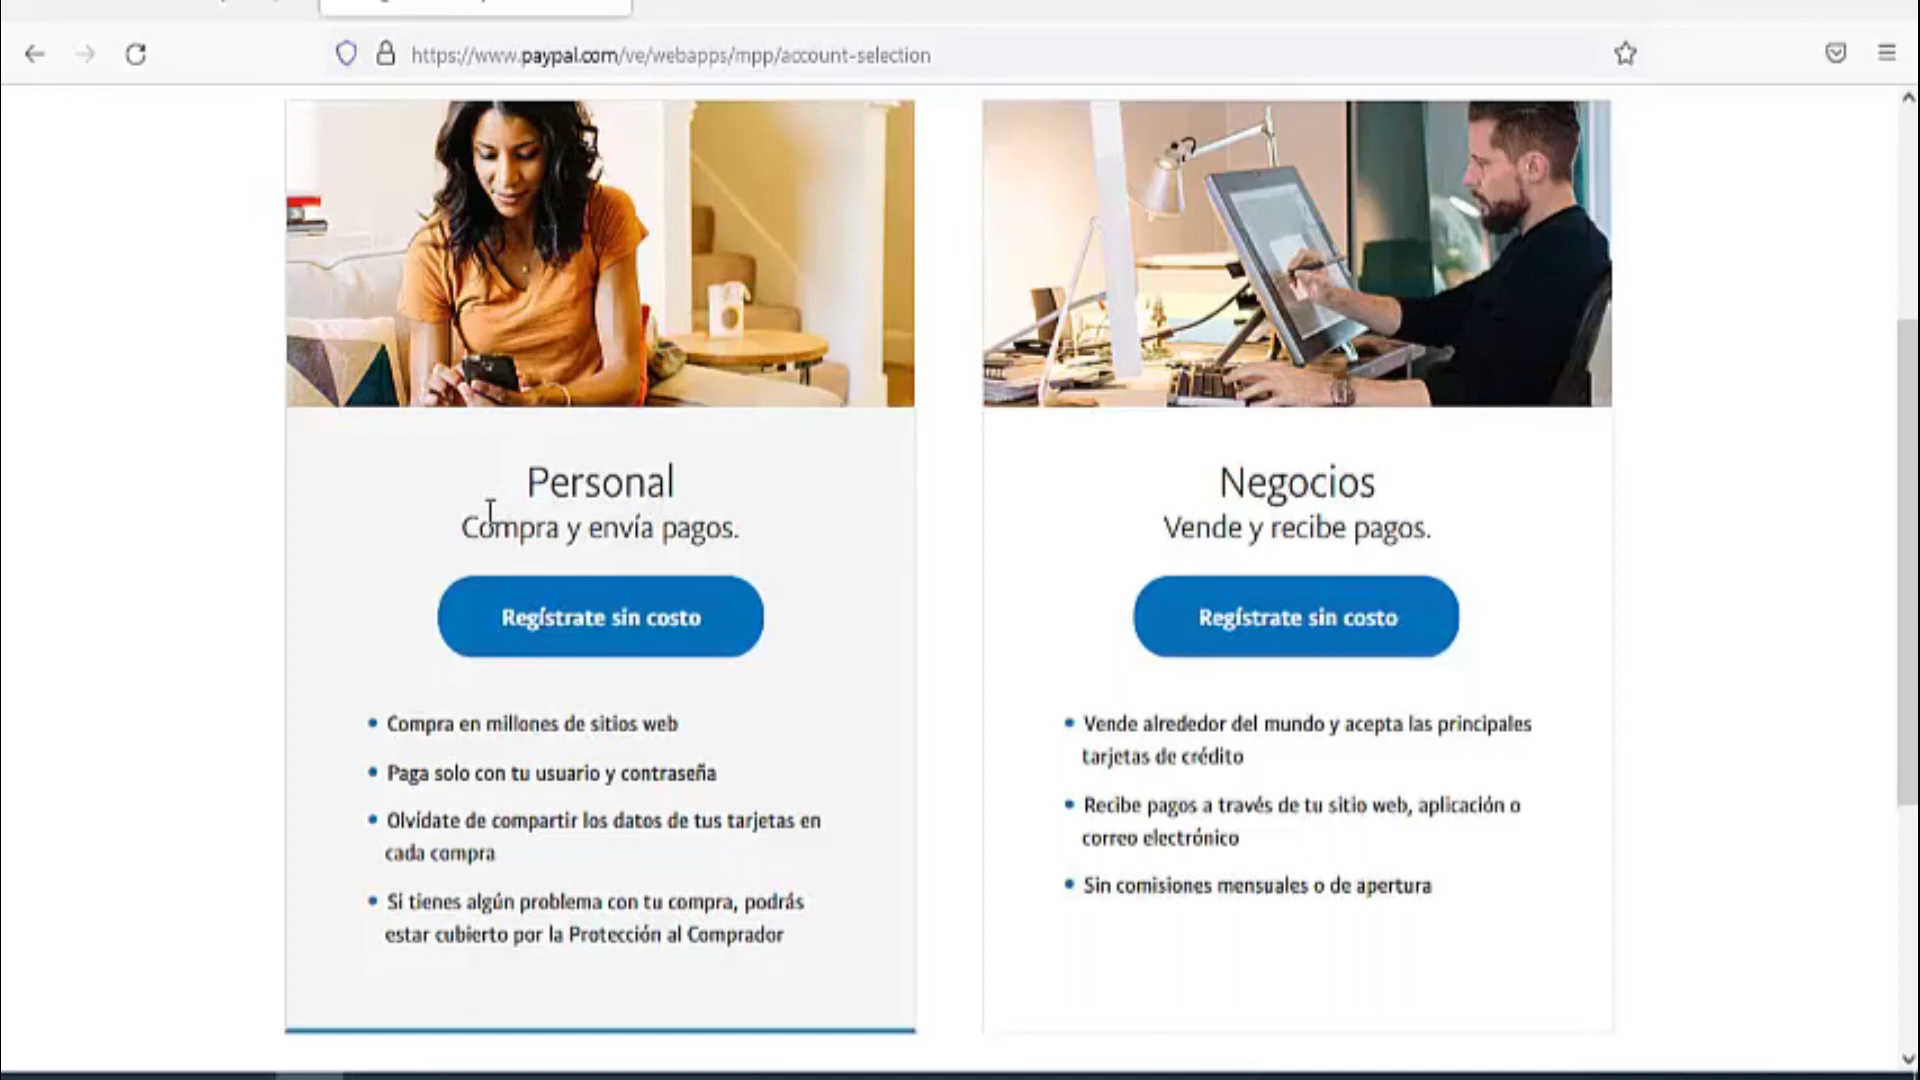 https://www.paypal.com/ve/webapps/mpp/account-selection
Personal
Compra y envía pagos.
Regístrate sin costo
• Compra en millones de sitios web
• Paga solo con tu usuario y contraseña
• Olvídate de compartir los datos de tus tarjetas en
cada compra
• Si tienes algún problema con tu compra, podrás
estar cubierto por la Protección al Comprador
Negocios
Vende y recibe pagos.
Regístrate sin costo
• Vende alrededor del mundo y acepta las principales
tarjetas de crédito
• Recibe pagos a través de tu sitio web, aplicación o
correo electrónico
• Sin comisiones mensuales o de apertura